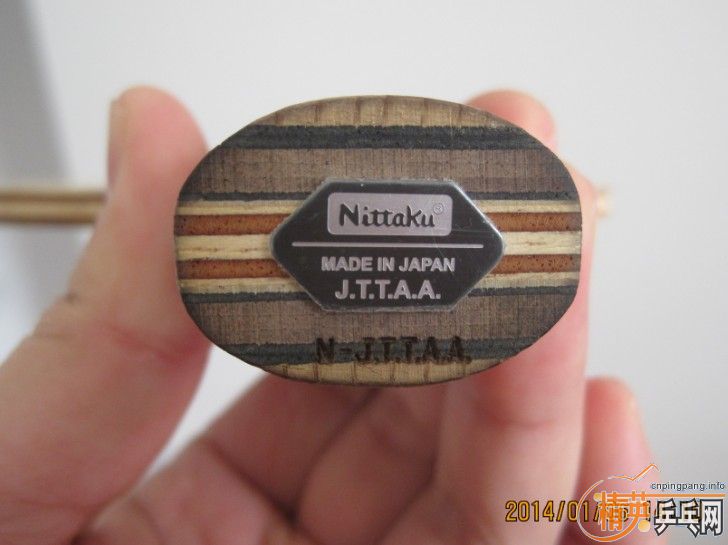 Nittaku®
MADE IN JAPAN
J.T.T.A.A.
N-J.T.T.A.A.
cnpingpang.info
2014/01/
精英乒乓网